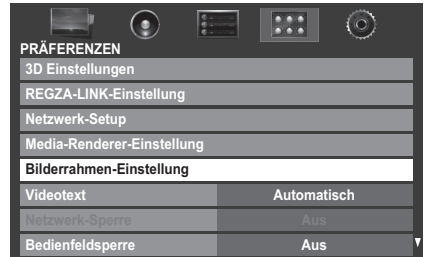 PRÄFERENZEN
3D Einstellungen
REGZA-LINK-Einstellung
Netzwerk-Setup
Media-Renderer-Einstellung
Bilderrahmen-Einstellung
Videotext Automatisch
Netzwerk-Sperre Aus
Bedienfeldsperre Aus